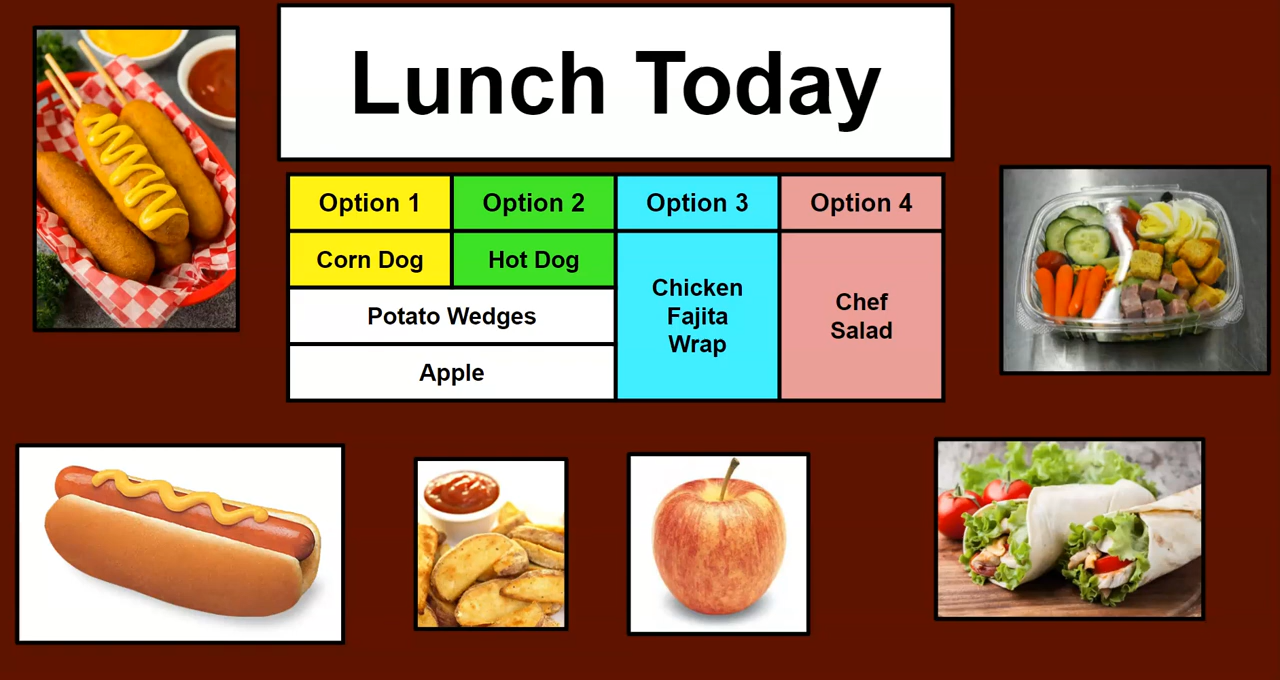 Lunch Today
Option 1
Option 2
Option 3
Option 4
Corn Dog
Hot Dog
Chicken
Fajita
Wrap
Chef
Salad
Potato Wedges
Apple